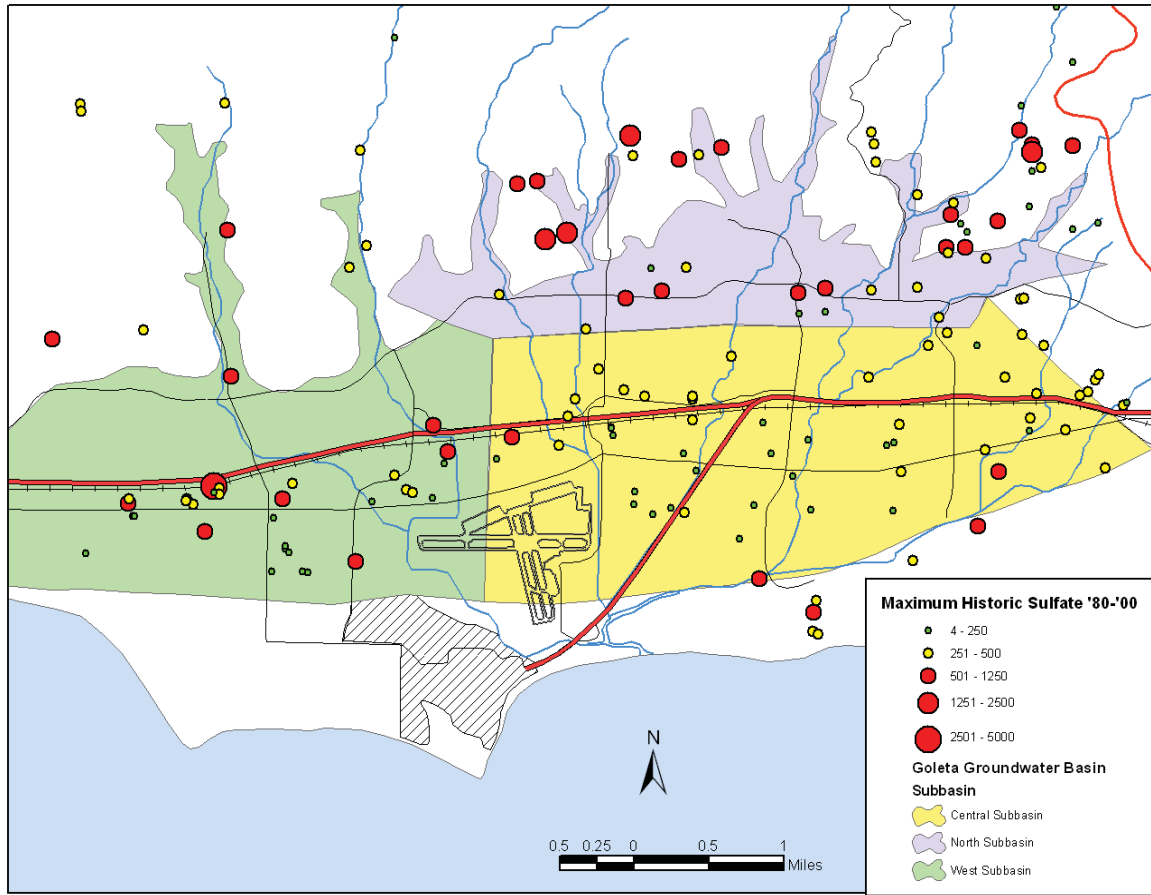 N
0.5 0.25 0 0.5 1
Miles
Maximum Historic Sulfate '80-'00
4 - 250
251 - 500
501 - 1250
1251 - 2500
2501 - 5000
Goleta Groundwater Basin
Subbasin
Central Subbasin
North Subbasin
West Subbasin